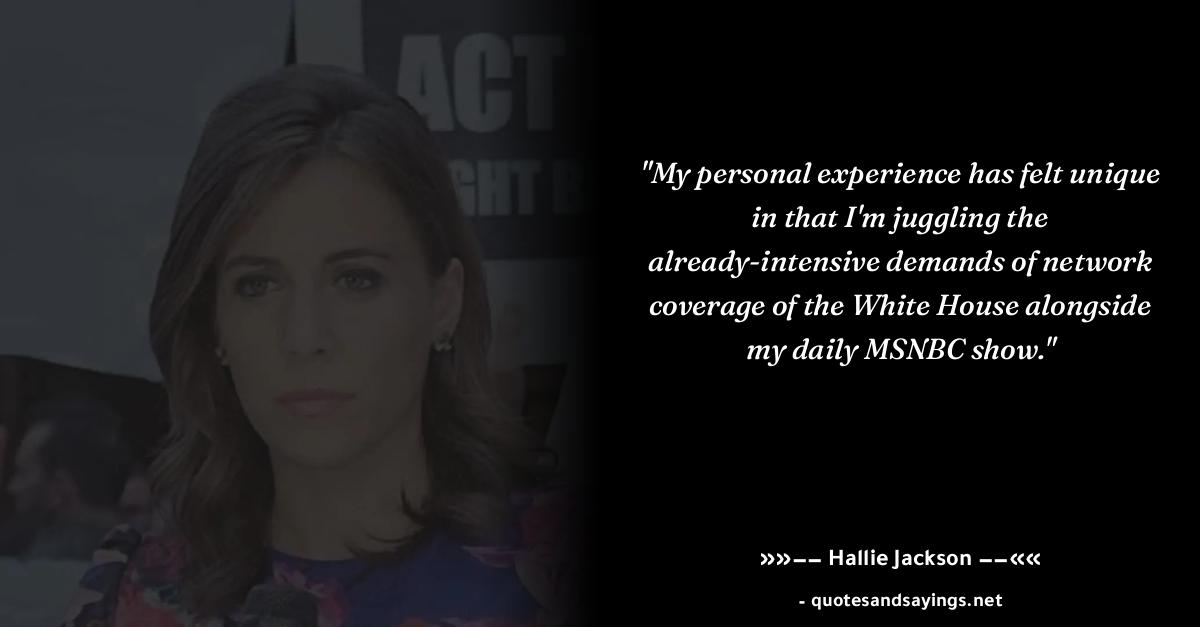 ACT
GHT B
"My personal experience has felt unique
in that I'm juggling the
already-intensive demands of network
coverage of the White House alongside
my daily MSNBC show."
»»−− Hallie Jackson −−««
- quotesandsayings.net